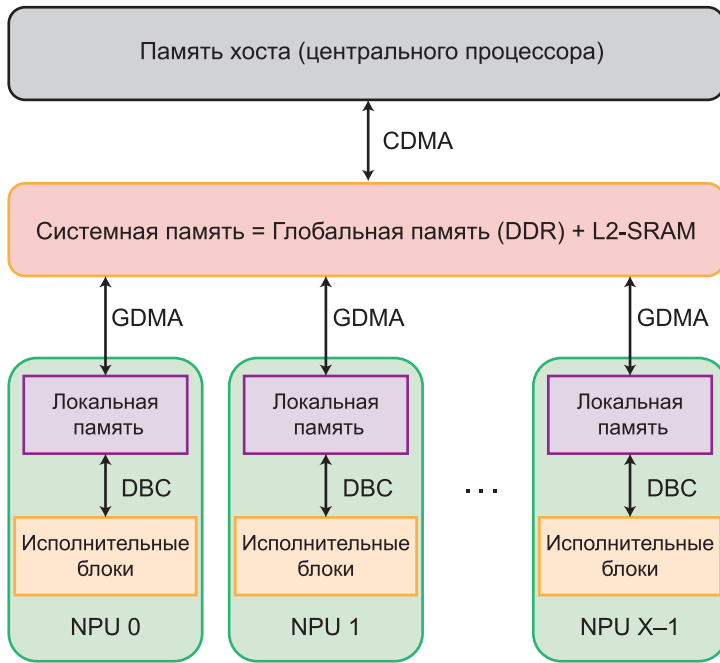 Память хоста (центрального процессора)
CDMA
Системная память = Глобальная память (DDR) + L2-SRAM
GDMA
GDMA
GDMA
Локальная
память
Локальная
память
Локальная
память
DBC
DBC
...
DBC
Исполнительные
блоки
Исполнительные
блоки
Исполнительные
блоки
NPU 0
NPU 1
NPU X–1